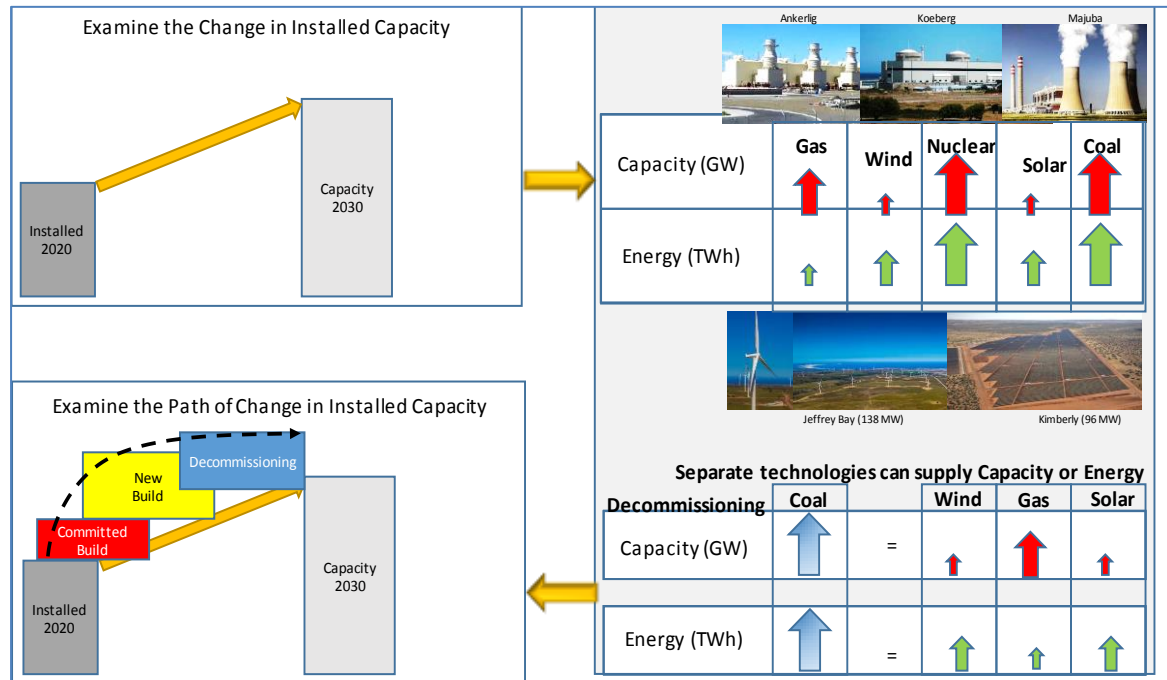 Examine the Change in Installed Capacity
Installed
2020
Capacity
2030
Ankerlig
Koeberg
Majuba
Capacity (GW)
Gas
Wind
Nuclear
Solar
Coal
Energy (TWh)
Jeffrey Bay (138 MW)
Kimberly (96 MW)
Examine the Path of Change in Installed Capacity
Decommissioning
New
Build
Committed
Build
Installed
2020
Capacity
2030
Separate technologies can supply Capacity or Energy
Decommissioning
Coal
Wind
Gas
Solar
Capacity (GW)
=
Energy (TWh)
=